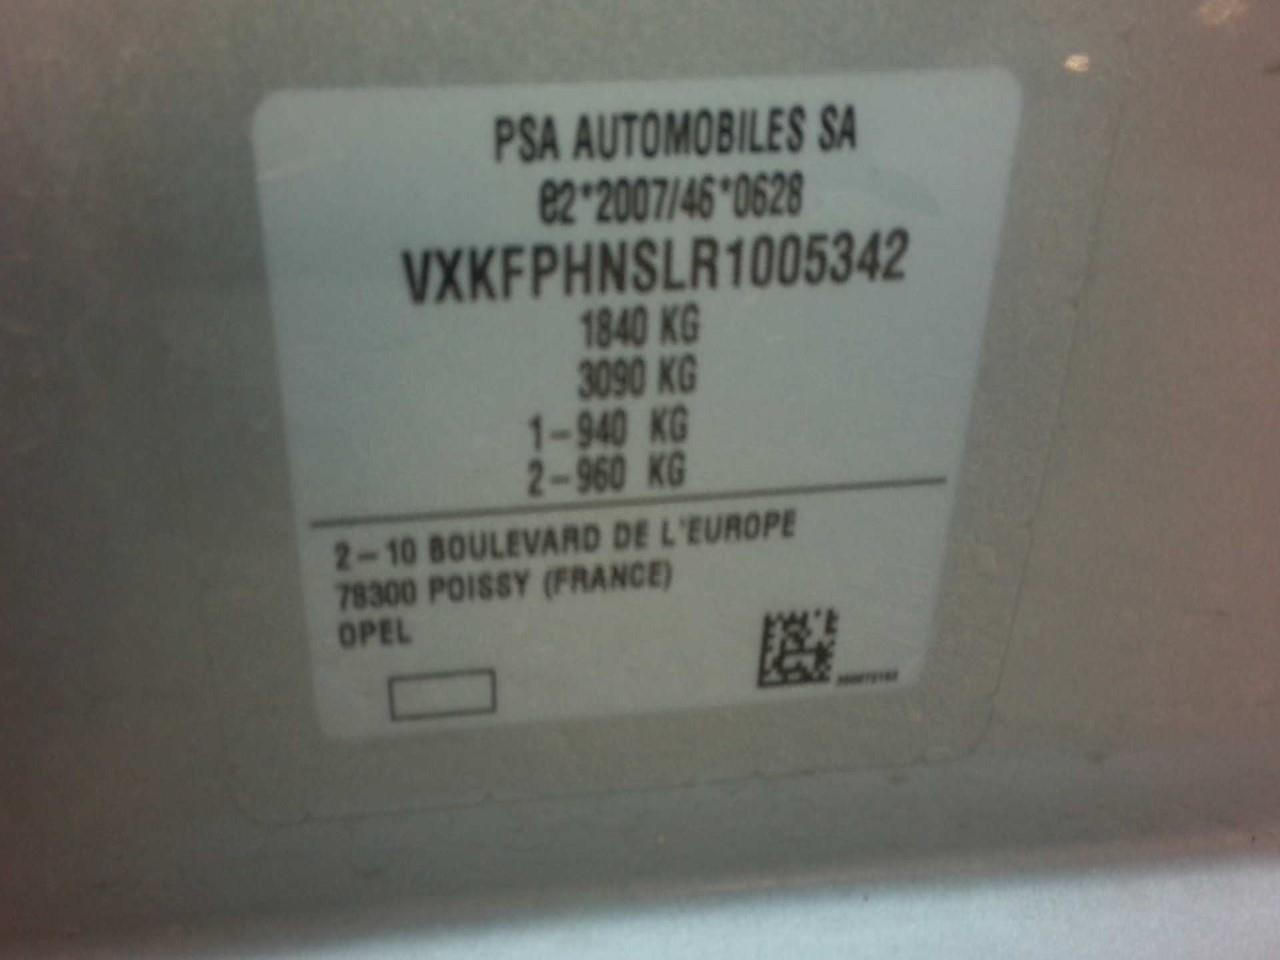 PSA AUTOMOBILES SA
e2*2007/46*0628
VXKFPHNSLR1005342
1840 KG
3090 KG
1-940 KG
2-960 KG
2-10 BOULEVARD DE L'EUROPE
78300 POISSY (FRANCE)
OPEL